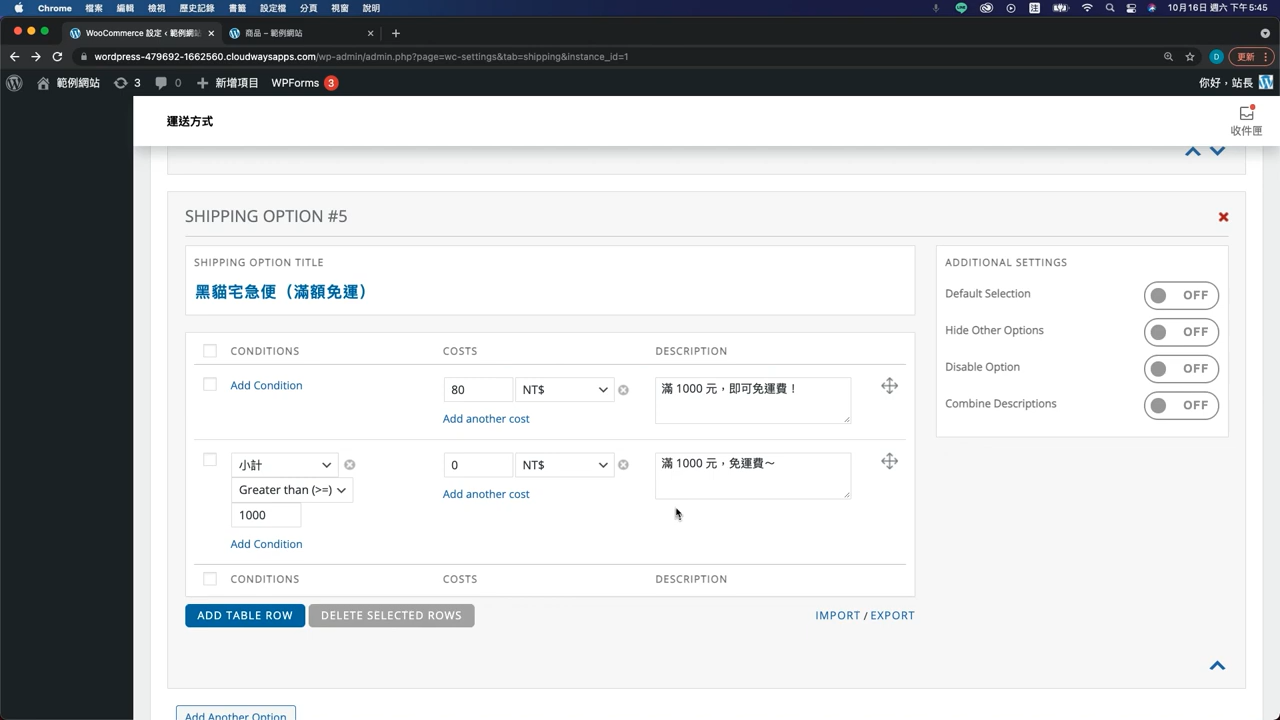 Chrome 檔案 編輯 檢視 歷史記錄 書籤 設定檔 分頁 視窗 說明 10月16日 週六 下午5:45
WooCommerce 設定 ‹ 範例網站 商品 – 範例網站
wordpress-479692-1662560.cloudwaysapps.com/wp-admin/admin.php?page=wc-settings&tab=shipping&instance_id=1 D 更新
範例網站 3 0 新增項目 WPForms 3 你好，站長
運送方式
收件匣
SHIPPING OPTION #5
SHIPPING OPTION TITLE
黑貓宅急便（滿額免運）
ADDITIONAL SETTINGS
Default Selection OFF
Hide Other Options OFF
Disable Option OFF
Combine Descriptions OFF
CONDITIONS COSTS DESCRIPTION
Add Condition 80 NT$ 滿 1000 元，即可免運費！
Add another cost
小計 0 NT$ 滿 1000 元，免運費～
Greater than (>=) Add another cost
1000
Add Condition
CONDITIONS COSTS DESCRIPTION
ADD TABLE ROW DELETE SELECTED ROWS IMPORT / EXPORT
Add Another Option